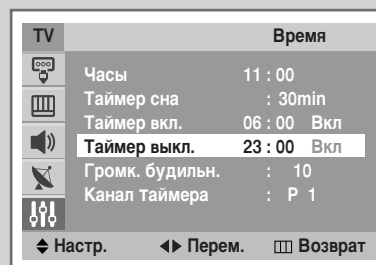 TV Время
Часы 11 : 00
Таймер сна : 30min
Таймер вкл. 06 : 00 Вкл
Таймер выкл. 23 : 00 Вкл
Громк. будильн. : 10
Канал таймера : P 1
Настр. Перем. Возврат